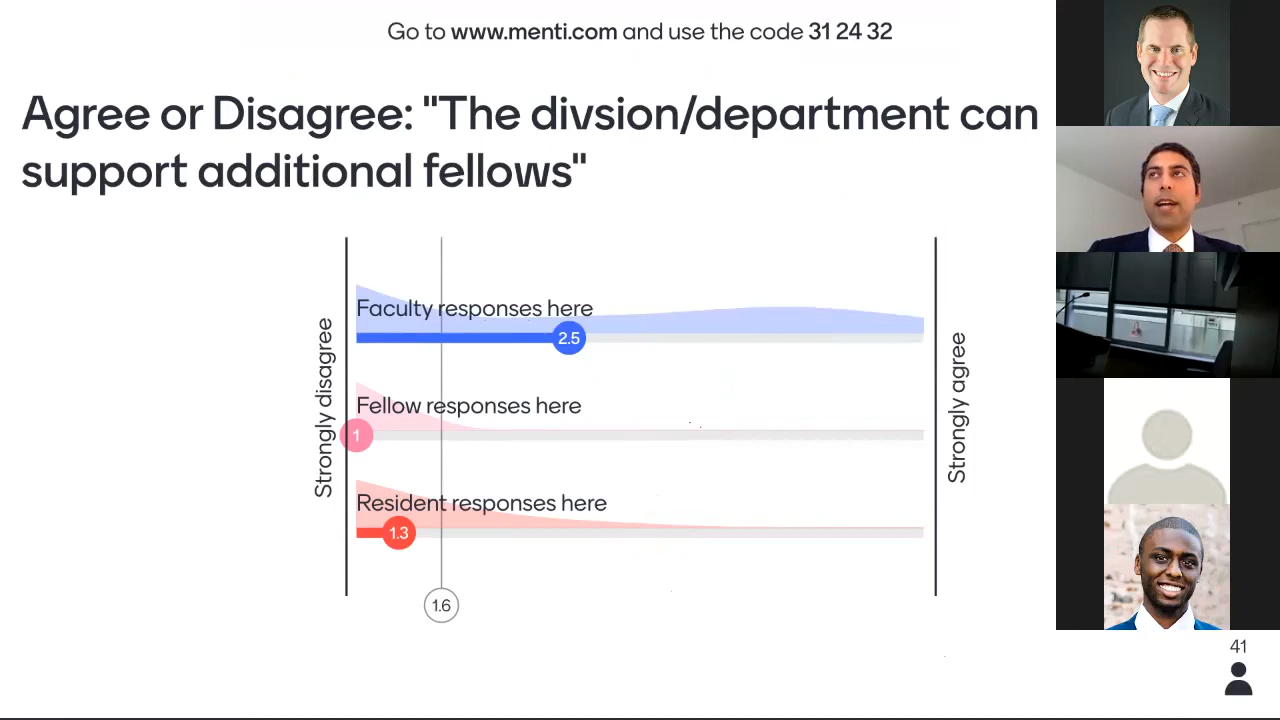 Go to www.menti.com and use the code 31 24 32
Agree or Disagree: "The divsion/department can
support additional fellows"
Strongly disagree
Faculty responses here
2.5
Fellow responses here
1
Resident responses here
1.3
1.6
Strongly agree
41